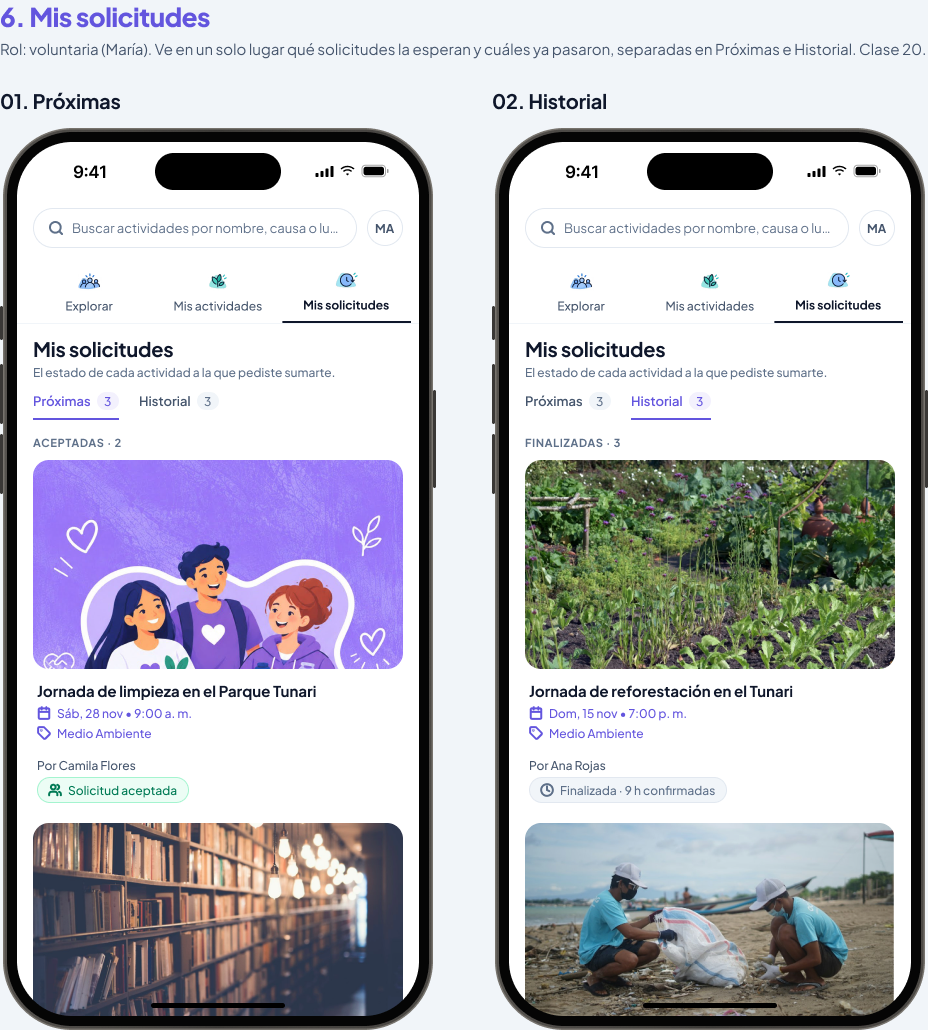 6. Mis solicitudes
Rol: voluntaria (María). Ve en un solo lugar qué solicitudes la esperan y cuáles ya pasaron, separadas en Próximas e Historial. Clase 20.
01. Próximas
9:41
Buscar actividades por nombre, causa o lu...
MA
Explorar
Mis actividades
Mis solicitudes
Mis solicitudes
El estado de cada actividad a la que pediste sumarte.
Próximas 3
Historial 3
ACEPTADAS · 2
Jornada de limpieza en el Parque Tunari
Sáb, 28 nov • 9:00 a. m.
Medio Ambiente
Por Camila Flores
Solicitud aceptada
02. Historial
9:41
Buscar actividades por nombre, causa o lu...
MA
Explorar
Mis actividades
Mis solicitudes
Mis solicitudes
El estado de cada actividad a la que pediste sumarte.
Próximas 3
Historial 3
FINALIZADAS · 3
Jornada de reforestación en el Tunari
Dom, 15 nov • 7:00 p. m.
Medio Ambiente
Por Ana Rojas
Finalizada · 9 h confirmadas